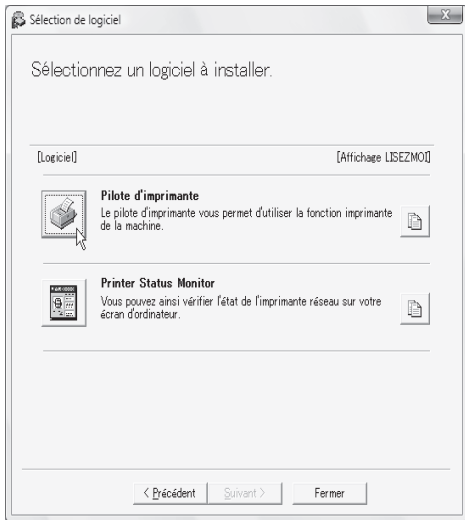 Sélection de logiciel
Sélectionnez un logiciel à installer.
[Logiciel] [Affichage LISEZMOI]
Pilote d'imprimante
Le pilote d'imprimante vous permet d'utiliser la fonction imprimante
de la machine.
Printer Status Monitor
Vous pouvez ainsi vérifier l'état de l'imprimante réseau sur votre
écran d'ordinateur.
< Précédent Suivant > Fermer